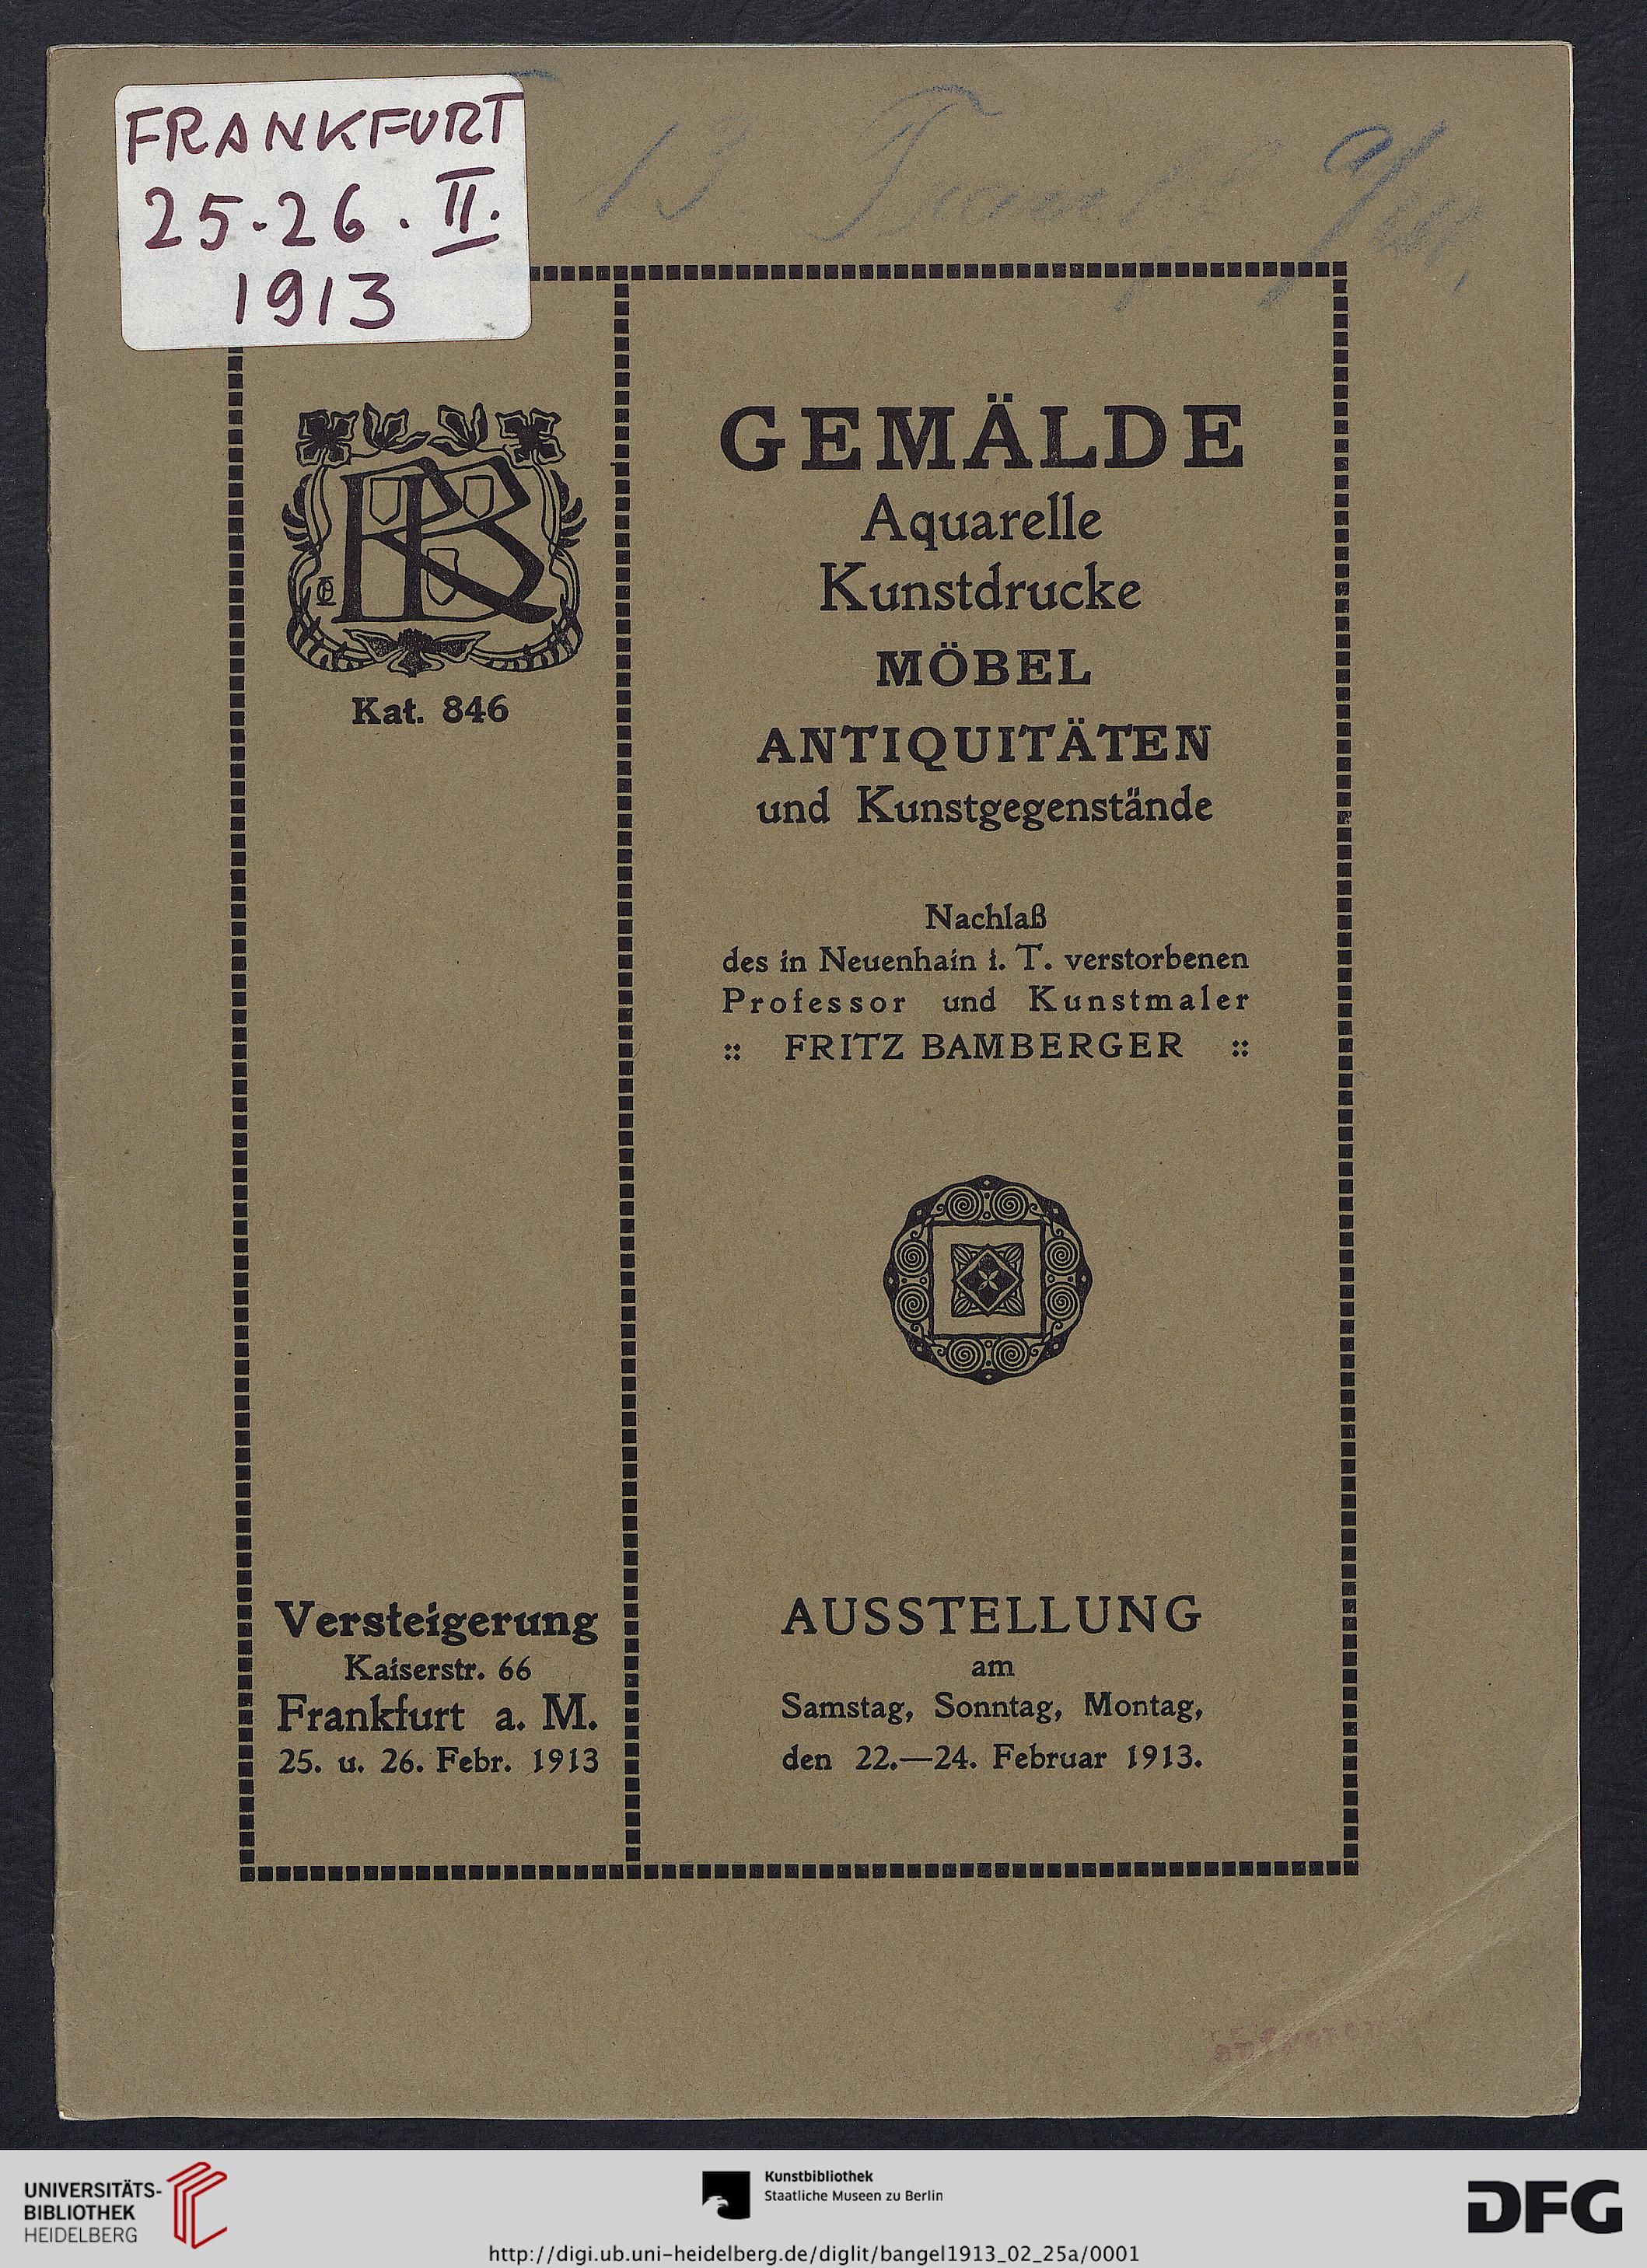 FRANKFURT
25-26. II.
1913
13
Kat. 846
GEMÄLDE
Aquarelle
Kunstdrucke
MÖBEL
ANTIQUITÄTEN
und Kunstgegenstände
Nachlaß
des in Neuenhain i. T. verstorbenen
Professor und Kunstmaler
:: FRITZ BAMBERGER ::
Versteigerung
Kaiserstr. 66
Frankfurt a. M.
25. u. 26. Febr. 1913
AUSSTELLUNG
am
Samstag, Sonntag, Montag,
den 22.—24. Februar 1913.
UNIVERSITÄTS-
BIBLIOTHEK
HEIDELBERG
Kunstbibliothek
Staatliche Museen zu Berlin
DFG
http://digi.ub.uni-heidelberg.de/diglit/bangel1913_02_25a/0001